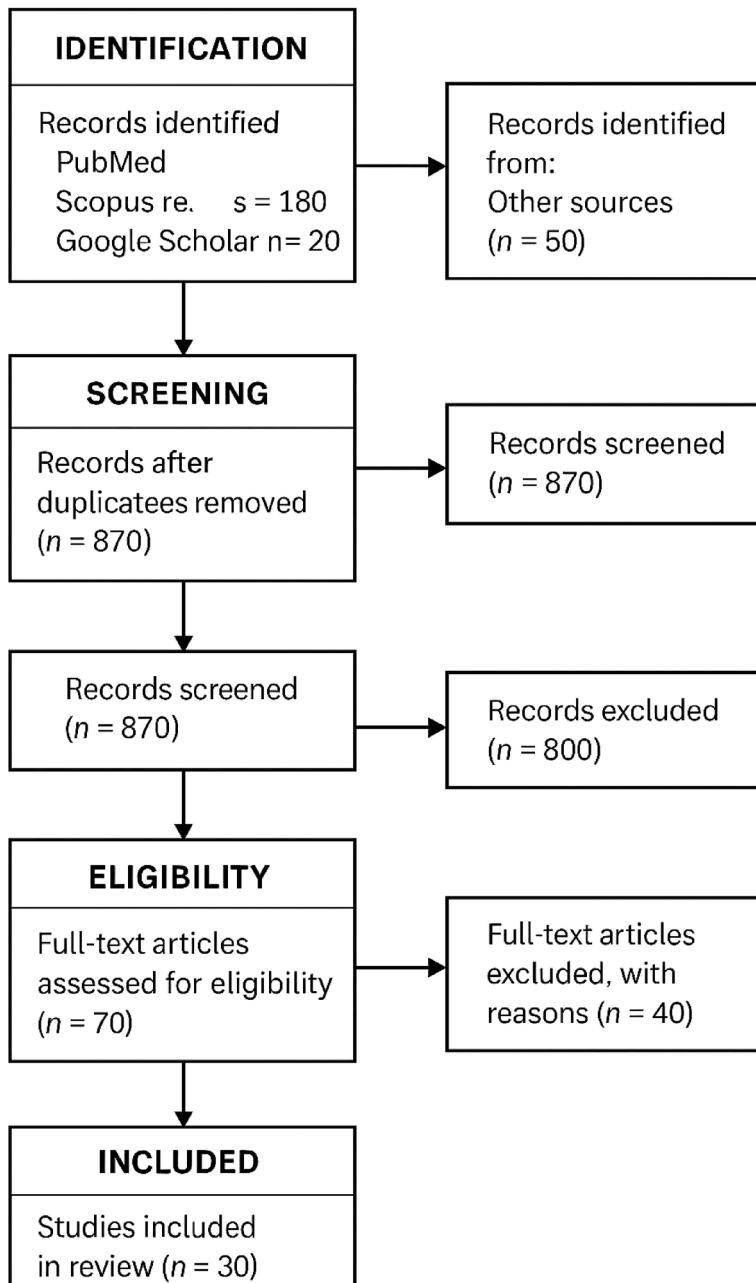 IDENTIFICATION
Records identified
PubMed
Scopus re. s = 180
Google Scholar n= 20
Records identified
from:
Other sources
(n = 50)
SCREENING
Records after
duplicatees removed
(n = 870)
Records screened
(n = 870)
Records screened
(n = 870)
Records excluded
(n = 800)
ELIGIBILITY
Full-text articles
assessed for eligibility
(n = 70)
Full-text articles
excluded, with
reasons (n = 40)
INCLUDED
Studies included
in review (n = 30)